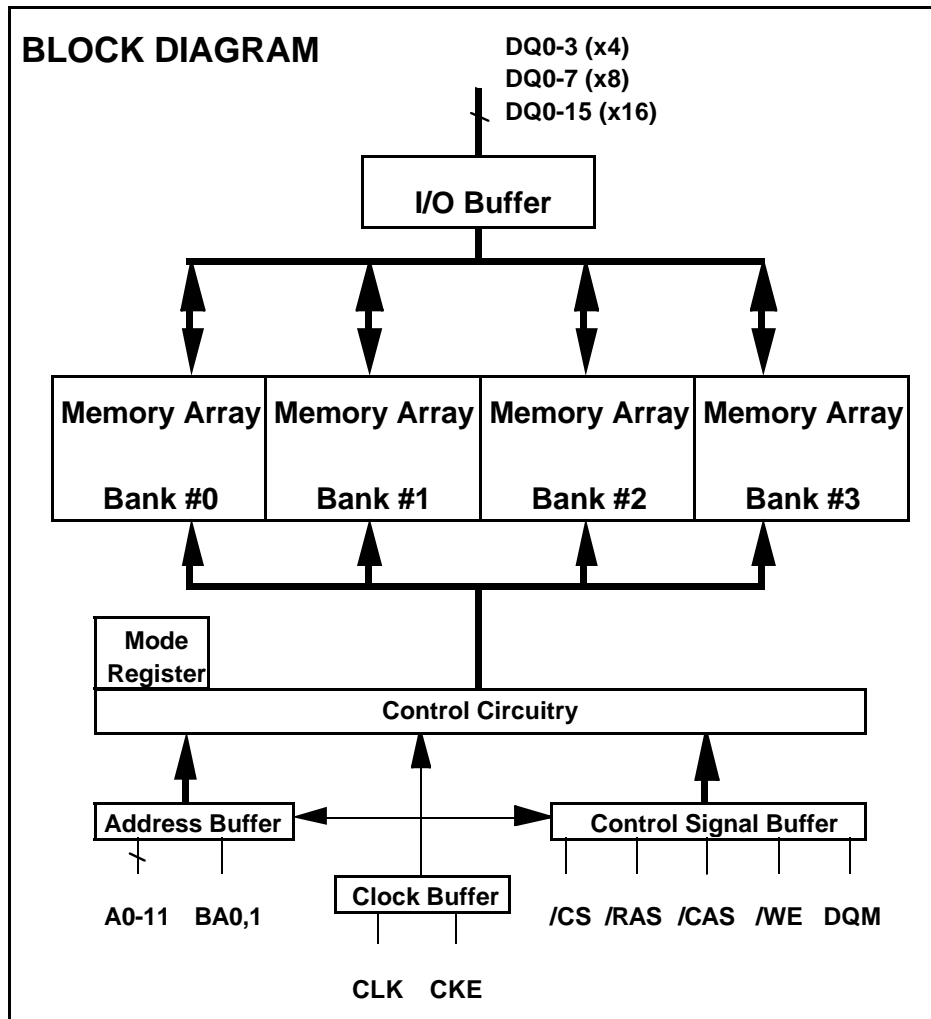 BLOCK DIAGRAM
DQ0-3 (x4)
DQ0-7 (x8)
DQ0-15 (x16)
I/O Buffer
Memory Array Memory Array Memory Array Memory Array
Bank #0 Bank #1 Bank #2 Bank #3
Mode
Register
Control Circuitry
Address Buffer Control Signal Buffer
Clock Buffer
A0-11 BA0,1 /CS /RAS /CAS /WE DQM
CLK CKE